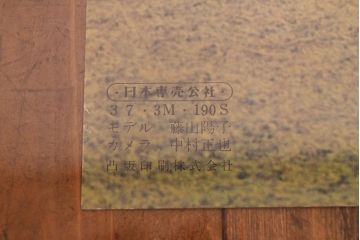 ・日本専売公社・
37・3M・190S
モデル 藤山陽子
カメラ 中村正也
凸版印刷株式会社